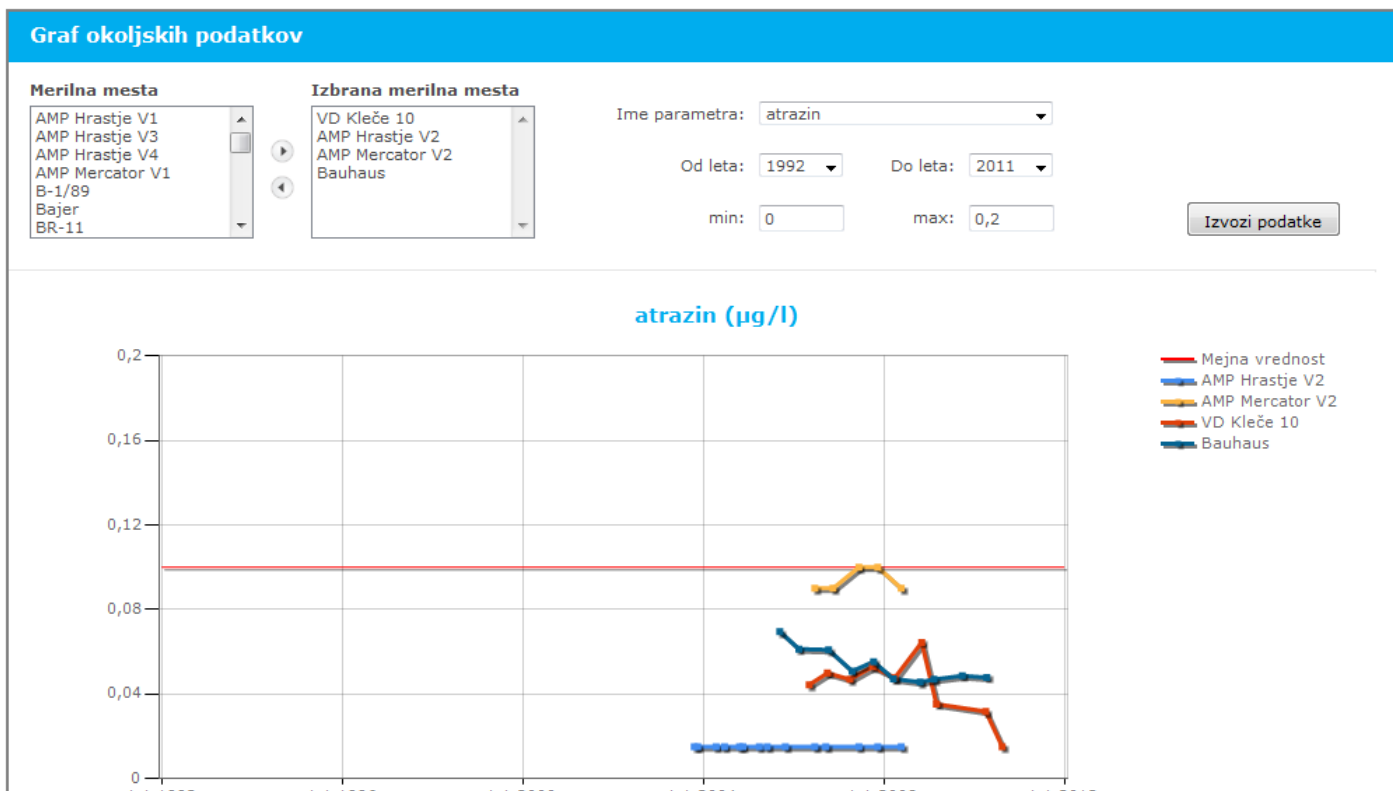 Graf okoljskih podatkov
Merilna mesta
AMP Hrastje V1
AMP Hrastje V3
AMP Hrastje V4
AMP Mercator V1
B-1/89
Bajer
BR-11
Izbrana merilna mesta
VD Kleče 10
AMP Hrastje V2
AMP Mercator V2
Bauhaus
Ime parametra: atrazin
Od leta: 1992 Do leta: 2011
min: 0 max: 0,2
Izvozi podatke
atrazin (µg/l)
0,2
0,16
0,12
0,08
0,04
0
Mejna vrednost
AMP Hrastje V2
AMP Mercator V2
VD Kleče 10
Bauhaus